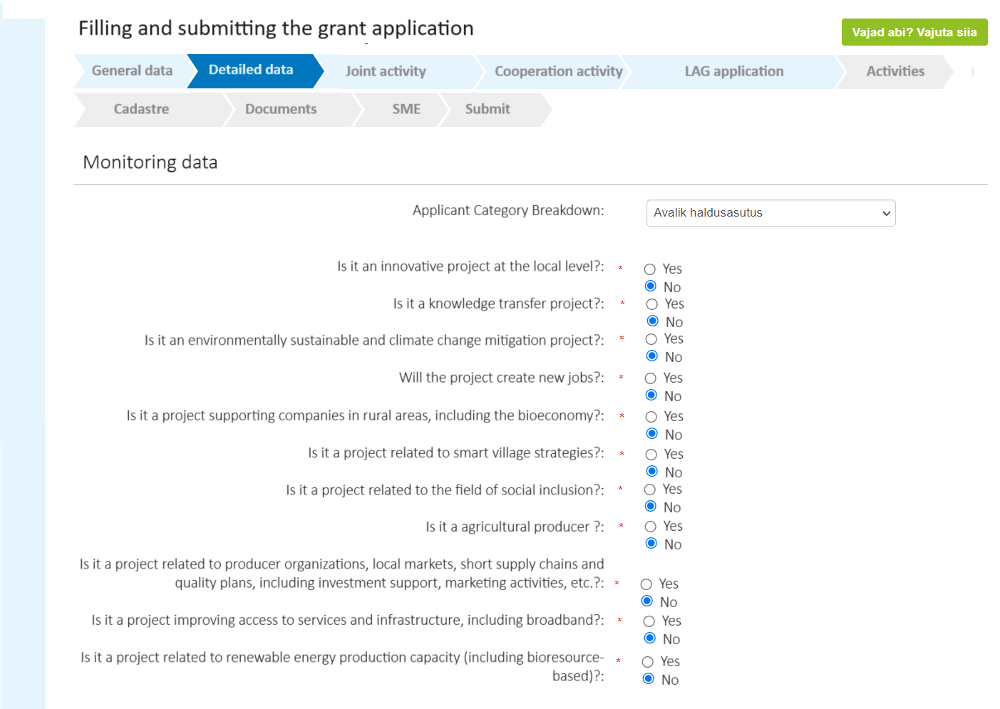 Filling and submitting the grant application
Vajad abi? Vajuta siia
General data
Detailed data
Joint activity
Cooperation activity
LAG application
Activities
Cadastre
Documents
SME
Submit
Monitoring data
Applicant Category Breakdown:
Avalik haldusasutus
Is it an innovative project at the local level?: *
Yes
No
Is it a knowledge transfer project?: *
Yes
No
Is it an environmentally sustainable and climate change mitigation project?: *
Yes
No
Will the project create new jobs?: *
Yes
No
Is it a project supporting companies in rural areas, including the bioeconomy?: *
Yes
No
Is it a project related to smart village strategies?: *
Yes
No
Is it a project related to the field of social inclusion?: *
Yes
No
Is it a agricultural producer ?: *
Yes
No
Is it a project related to producer organizations, local markets, short supply chains and
quality plans, including investment support, marketing activities, etc.?: *
Yes
No
Is it a project improving access to services and infrastructure, including broadband?: *
Yes
No
Is it a project related to renewable energy production capacity (including bioresource-
based)?: *
Yes
No